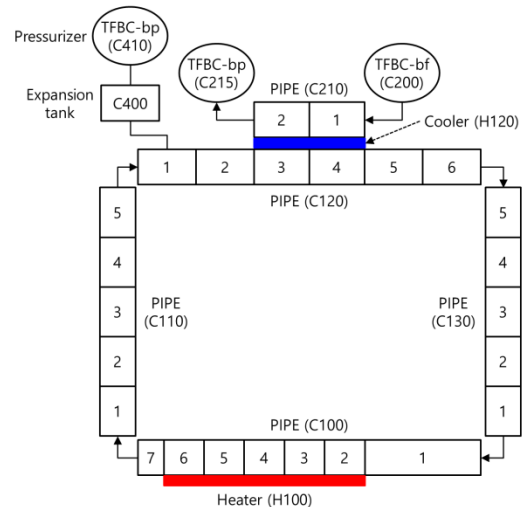 TFBC-bp
(C410)
Pressurizer
TFBC-bp
(C215)
TFBC-bf
(C200)
PIPE (C210)
Expansion
tank
C400
2 1
Cooler (H120)
1 2 3 4 5 6
PIPE (C120)
5
4
3
2
1
PIPE
(C110)
5
4
3
2
1
PIPE
(C130)
PIPE (C100)
7 6 5 4 3 2 1
Heater (H100)